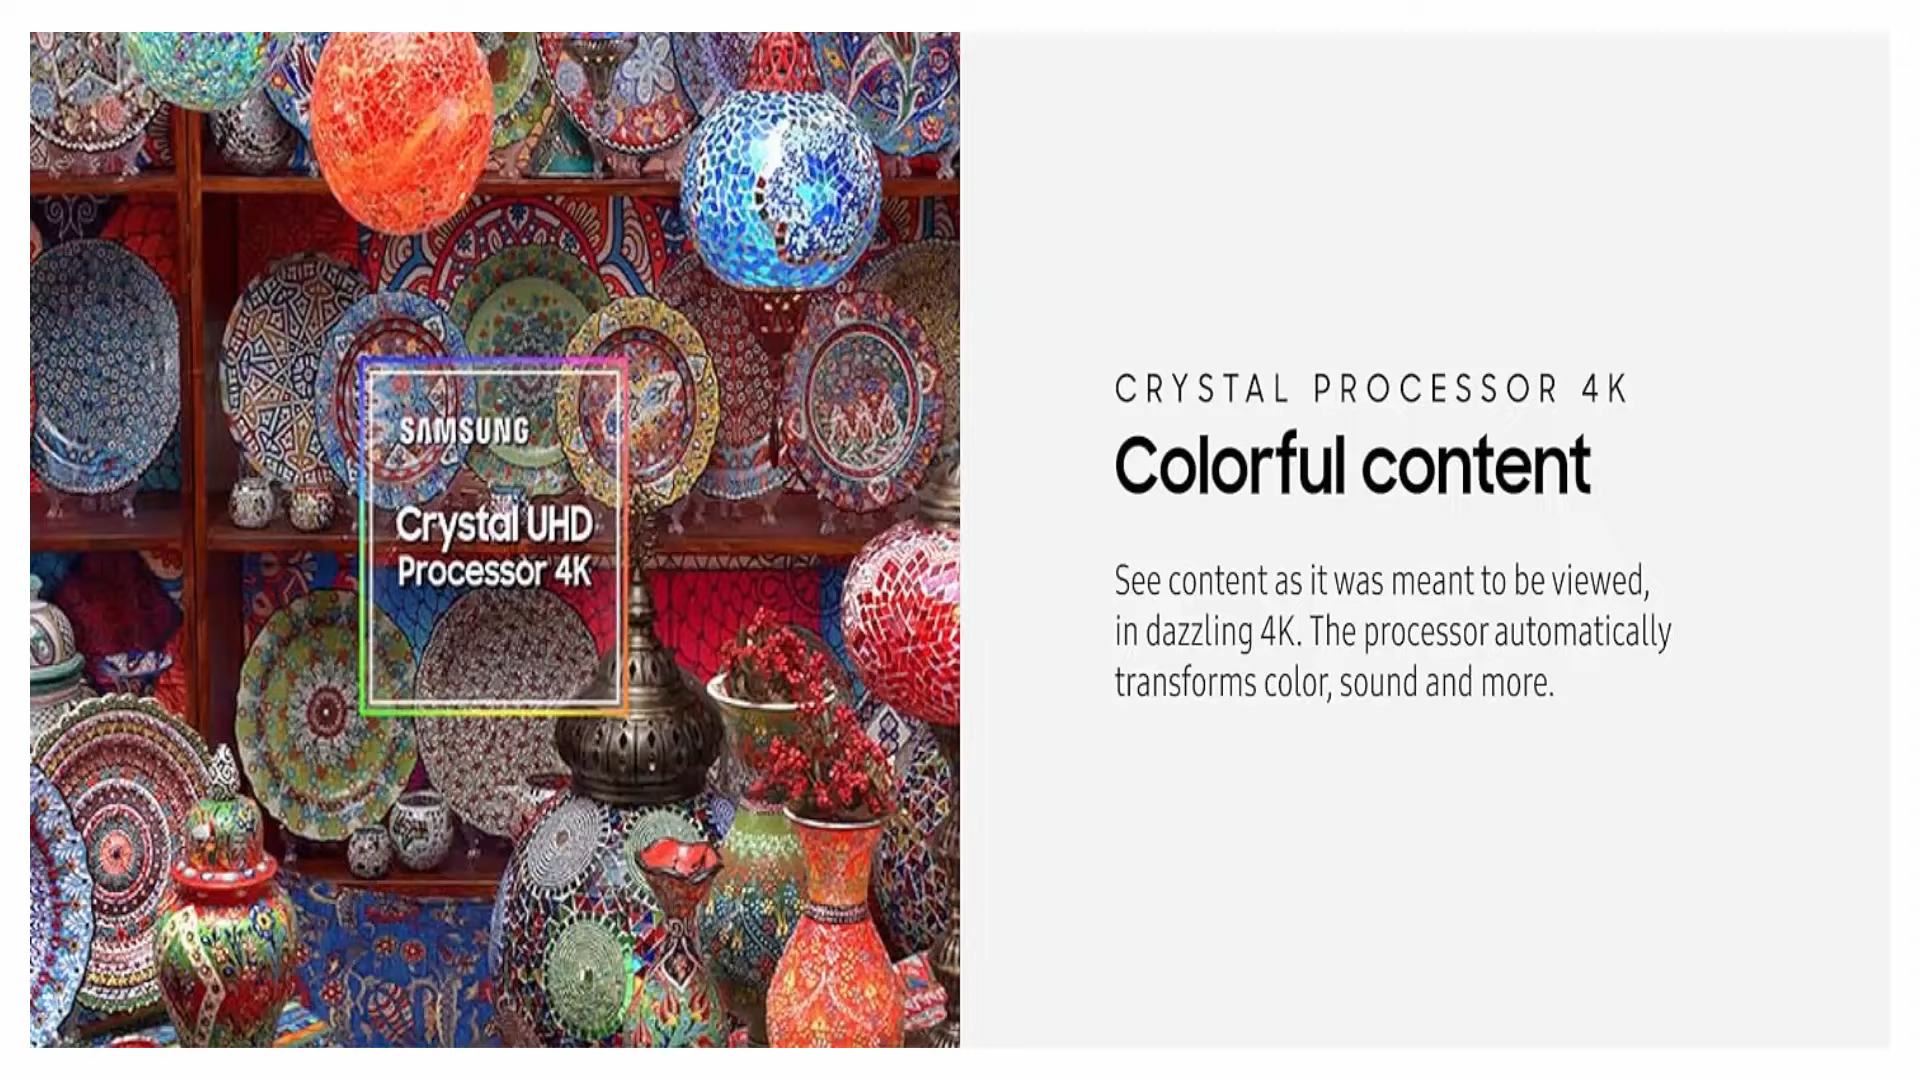 SAMSUNG
Crystal UHD
Processor 4K
CRYSTAL PROCESSOR 4K
Colorful content
See content as it was meant to be viewed,
in dazzling 4K. The processor automatically
transforms color, sound and more.